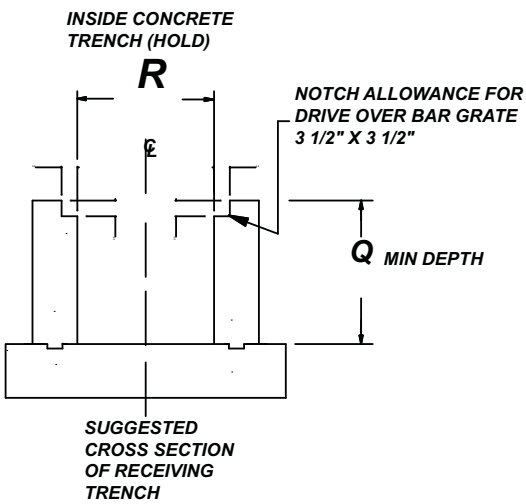 INSIDE CONCRETE
TRENCH (HOLD)
R
NOTCH ALLOWANCE FOR
DRIVE OVER BAR GRATE
3 1/2" X 3 1/2"
℄
Q MIN DEPTH
SUGGESTED
CROSS SECTION
OF RECEIVING
TRENCH